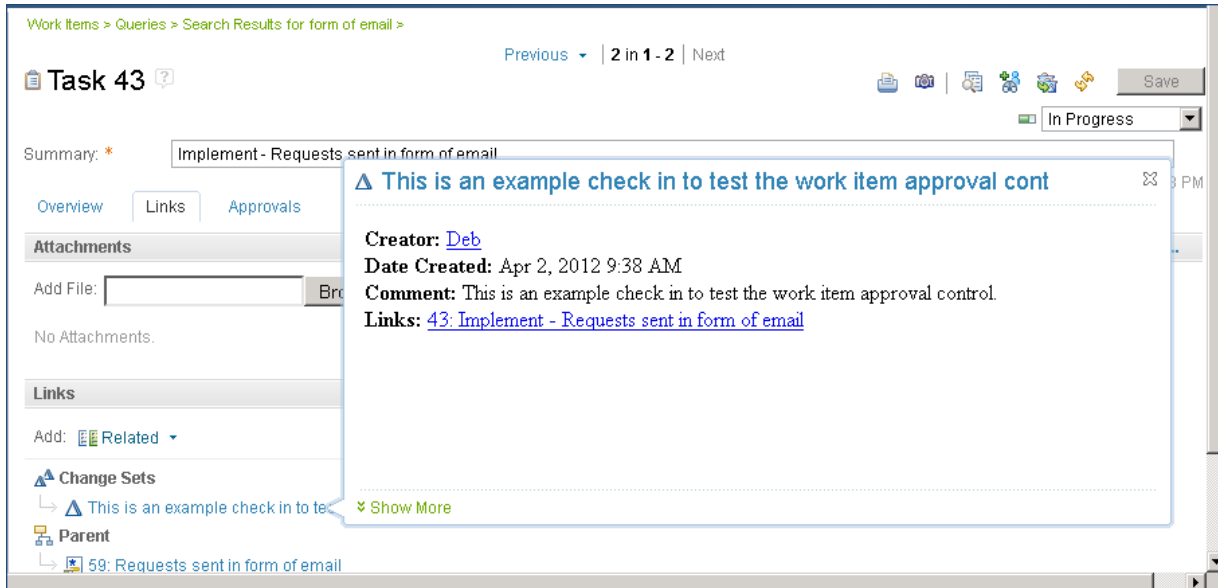 Work Items > Queries > Search Results for form of email >
Previous | 2 in 1 - 2 | Next
Task 43 ?
Save
In Progress
Summary: * Implement - Requests sent in form of email
This is an example check in to test the work item approval cont
PM
Overview Links Approvals
Creator: Deb
Attachments
Date Created: Apr 2, 2012 9:38 AM
Add File:
Comment: This is an example check in to test the work item approval control.
Links: 43: Implement - Requests sent in form of email
No Attachments.
Links
Add: Related
Change Sets
This is an example check in to
Show More
Parent
59: Requests sent in form of email